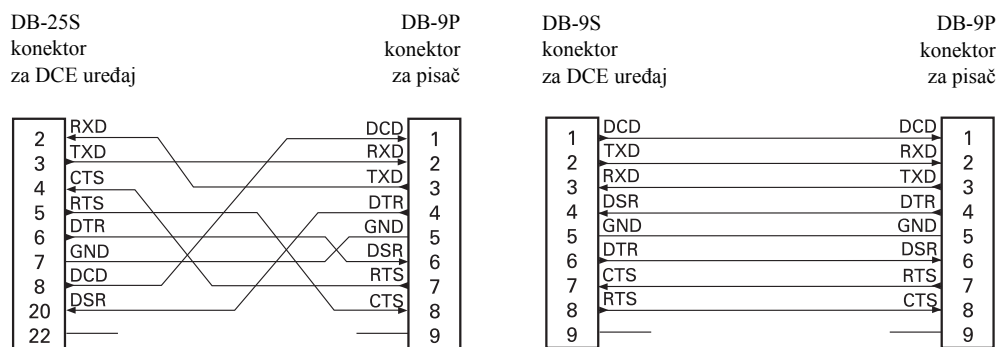 DB-25S
konektor
za DCE uređaj
DB-9P
konektor
za pisač
2 RXD DCD 1
3 TXD RXD 2
4 CTS TXD 3
5 RTS DTR 4
6 DTR GND 5
7 GND DSR 6
8 DCD RTS 7
20 DSR CTS 8
22 9
DB-9S
konektor
za DCE uređaj
DB-9P
konektor
za pisač
1 DCD DCD 1
2 TXD RXD 2
3 RXD TXD 3
4 DSR DTR 4
5 GND GND 5
6 DTR DSR 6
7 CTS RTS 7
8 RTS CTS 8
9 9